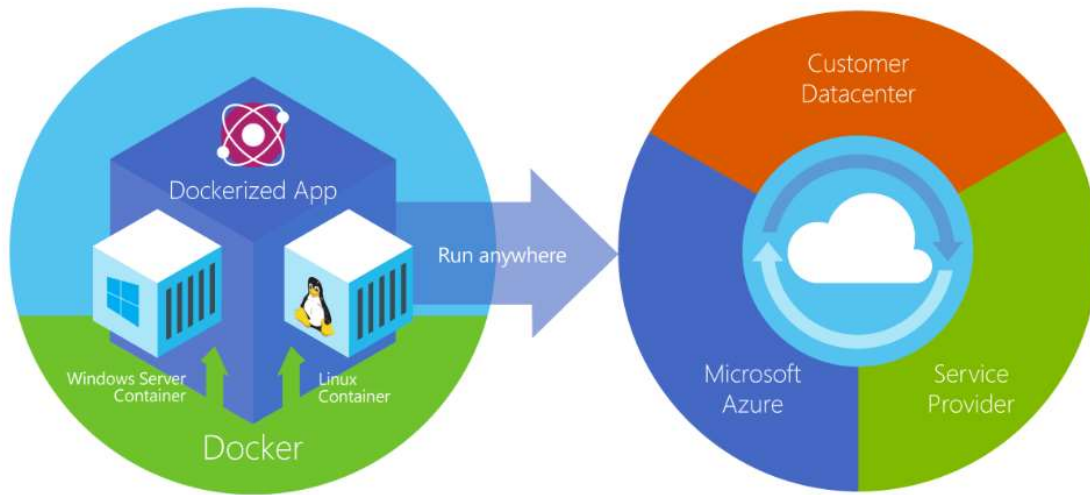 Dockerized App
Windows Server
Container
Linux
Container
Docker
Run anywhere
Customer
Datacenter
Microsoft
Azure
Service
Provider